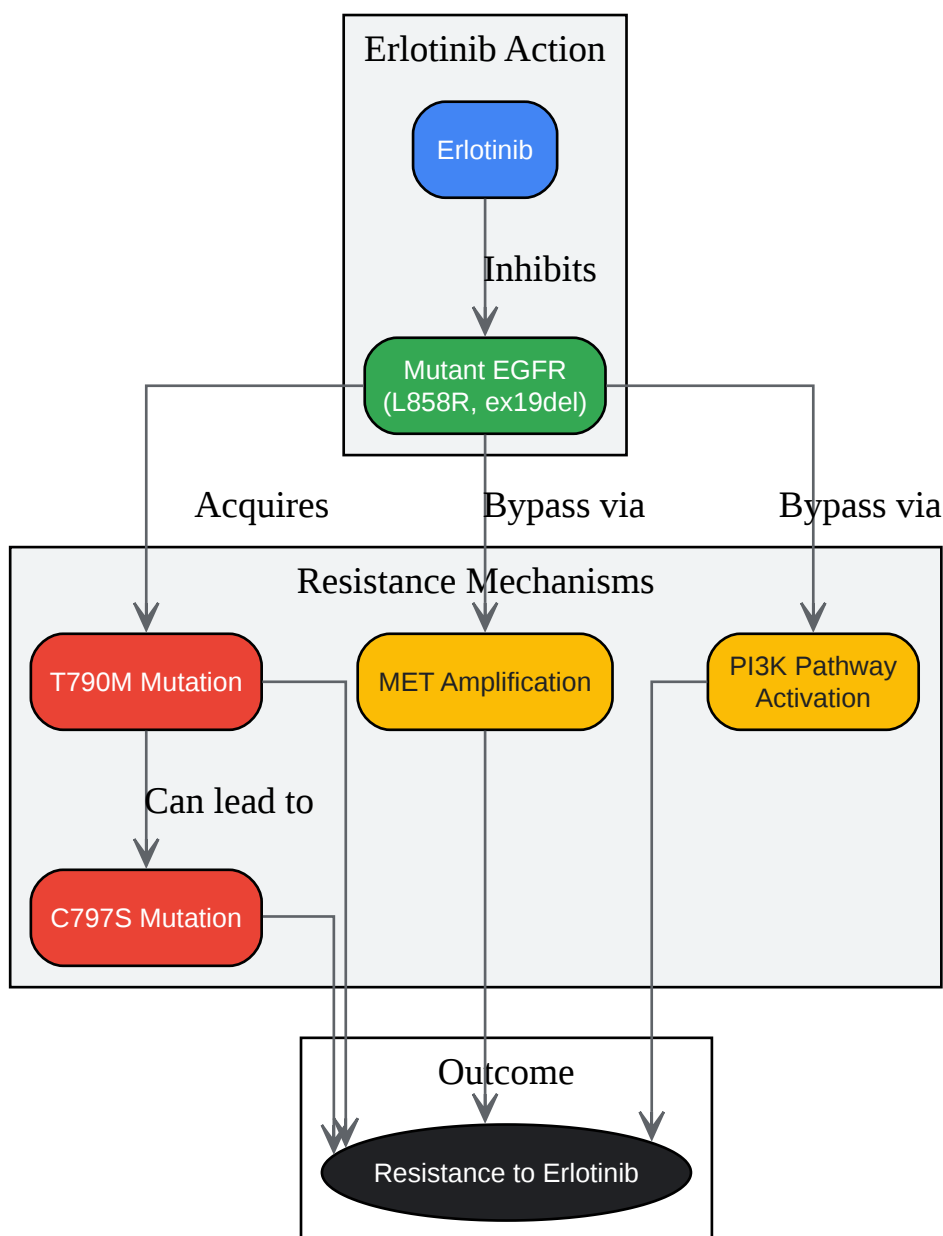 Erlotinib Action
Erlotinib
Inhibits
Mutant EGFR
(L858R, ex19del)
Acquires
Bypass via
Bypass via
Resistance Mechanisms
T790M Mutation
MET Amplification
PI3K Pathway
Activation
Can lead to
C797S Mutation
Outcome
Resistance to Erlotinib